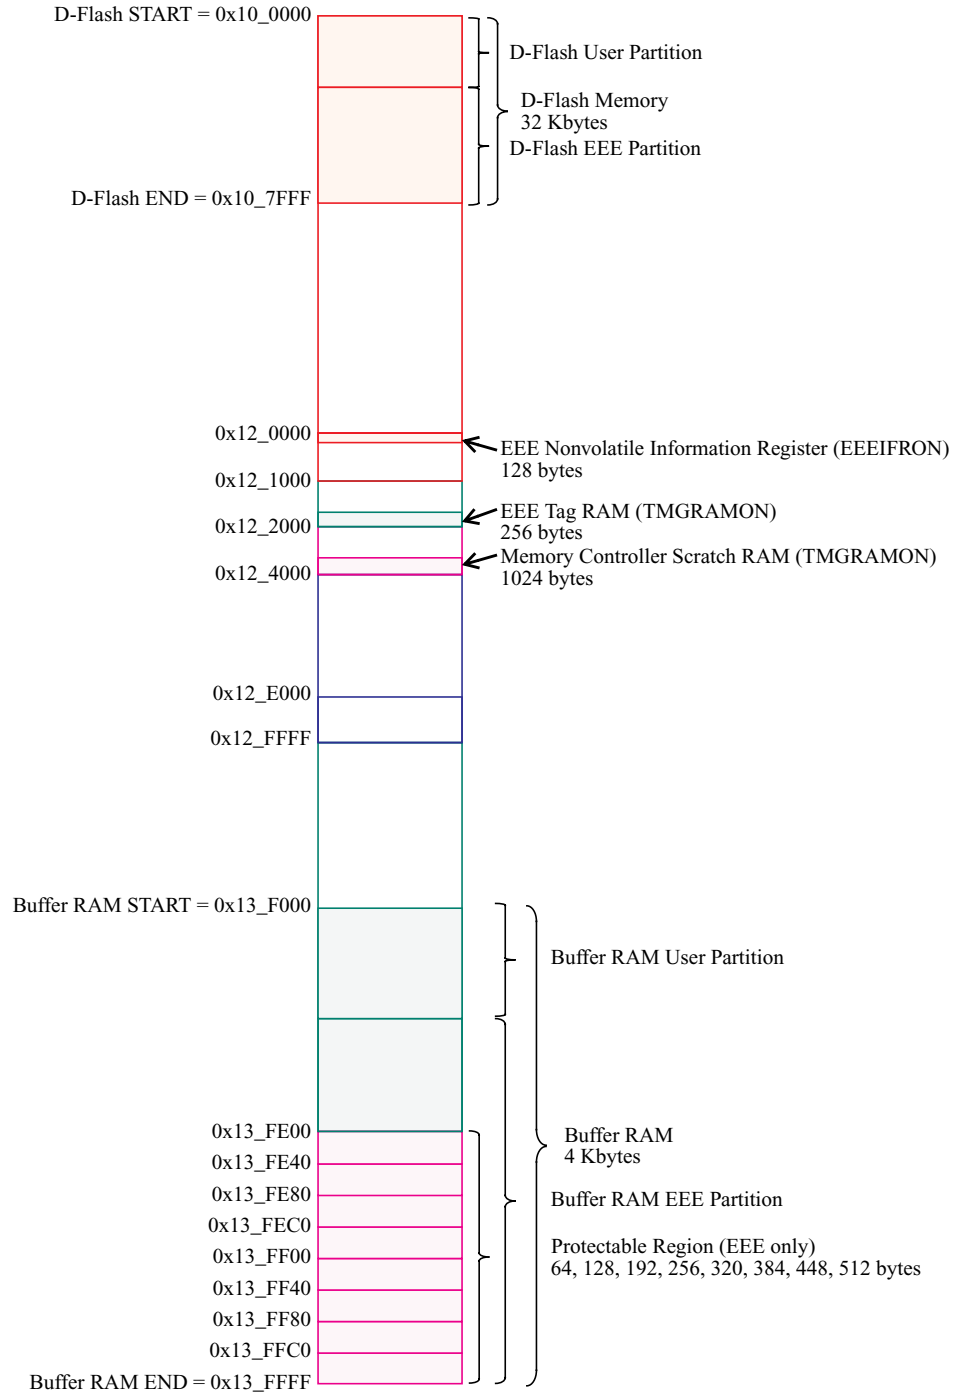 D-Flash START = 0x10_0000
D-Flash User Partition
D-Flash Memory
32 Kbytes
D-Flash EEE Partition
D-Flash END = 0x10_7FFF
0x12_0000
EEE Nonvolatile Information Register (EEEIFRON)
128 bytes
0x12_1000
EEE Tag RAM (TMGRAMON)
256 bytes
0x12_2000
Memory Controller Scratch RAM (TMGRAMON)
1024 bytes
0x12_4000
0x12_E000
0x12_FFFF
Buffer RAM START = 0x13_F000
Buffer RAM User Partition
0x13_FE00
Buffer RAM
4 Kbytes
0x13_FE40
0x13_FE80
Buffer RAM EEE Partition
0x13_FEC0
Protectable Region (EEE only)
64, 128, 192, 256, 320, 384, 448, 512 bytes
0x13_FF00
0x13_FF40
0x13_FF80
0x13_FFC0
Buffer RAM END = 0x13_FFFF